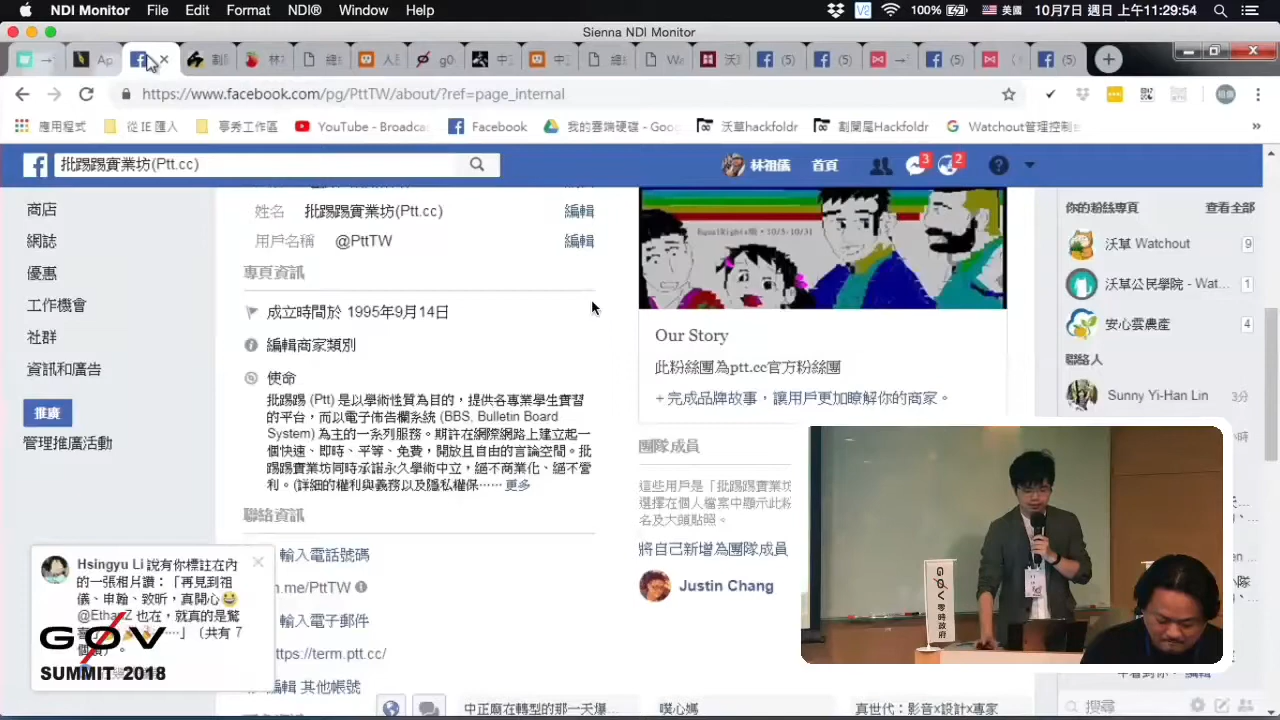 NDI Monitor File Edit Format NDI® Window Help
100% 美國 10月7日 週日 上午11:29:54
Sienna NDI Monitor
https://www.facebook.com/pg/PttTW/about/?ref=page_internal
應用程式 從 IE 匯入 夢秀工作區 YouTube - Broadca Facebook 我的雲端硬碟 - Goo 沃草hackfoldr 割闌尾Hackfoldr Watchout管理控制
批踢踢實業坊(Ptt.cc)
林祖儀 首頁 3 2
商店
網誌
優惠
工作機會
社群
資訊和廣告
推廣
管理推廣活動
姓名 批踢踢實業坊(Ptt.cc) 編輯
用戶名稱 @PttTW 編輯
專頁資訊
成立時間於 1995年9月14日
編輯商家類別
使命
批踢踢 (Ptt) 是以學術性質為目的，提供各專業學生實習
的平台，而以電子佈告欄系統 (BBS, Bulletin Board
System) 為主的一系列服務。期許在網際網路上建立起一
個快速、即時、平等、免費，開放且自由的言論空間。批
踢踢實業坊同時承諾永久學術中立，絕不商業化、絕不營
利。(詳細的權利與義務以及隱私權保⋯⋯ 更多
聯絡資訊
輸入電話號碼
n.me/PttTW
輸入電子郵件
ttps://term.ptt.cc/
編輯 其他帳號
Our Story
此粉絲團為ptt.cc官方粉絲團
+ 完成品牌故事，讓用戶更加瞭解你的商家。
團隊成員
這些用戶是「批踢踢實業坊
選擇在個人檔案中顯示此粉
名及大頭貼照。
將自己新增為團隊成員
Justin Chang
你的粉絲專頁 查看全部
沃草 Watchout 9
沃草公民學院 - Wat... 1
安心雲農產 4
聯絡人
Sunny Yi-Han Lin 3分
Hsingyu Li 說有你標註在內
的一張相片讚：「再見到祖
儀、申翰、致昕，真開心
@Etha Z 也在，就真的是驚
喜
G0V
SUMMIT 2018
G0V 零時政府
中正廟在轉型的那一天爆... 噗心媽 真世代：影音x設計x專家
搜尋